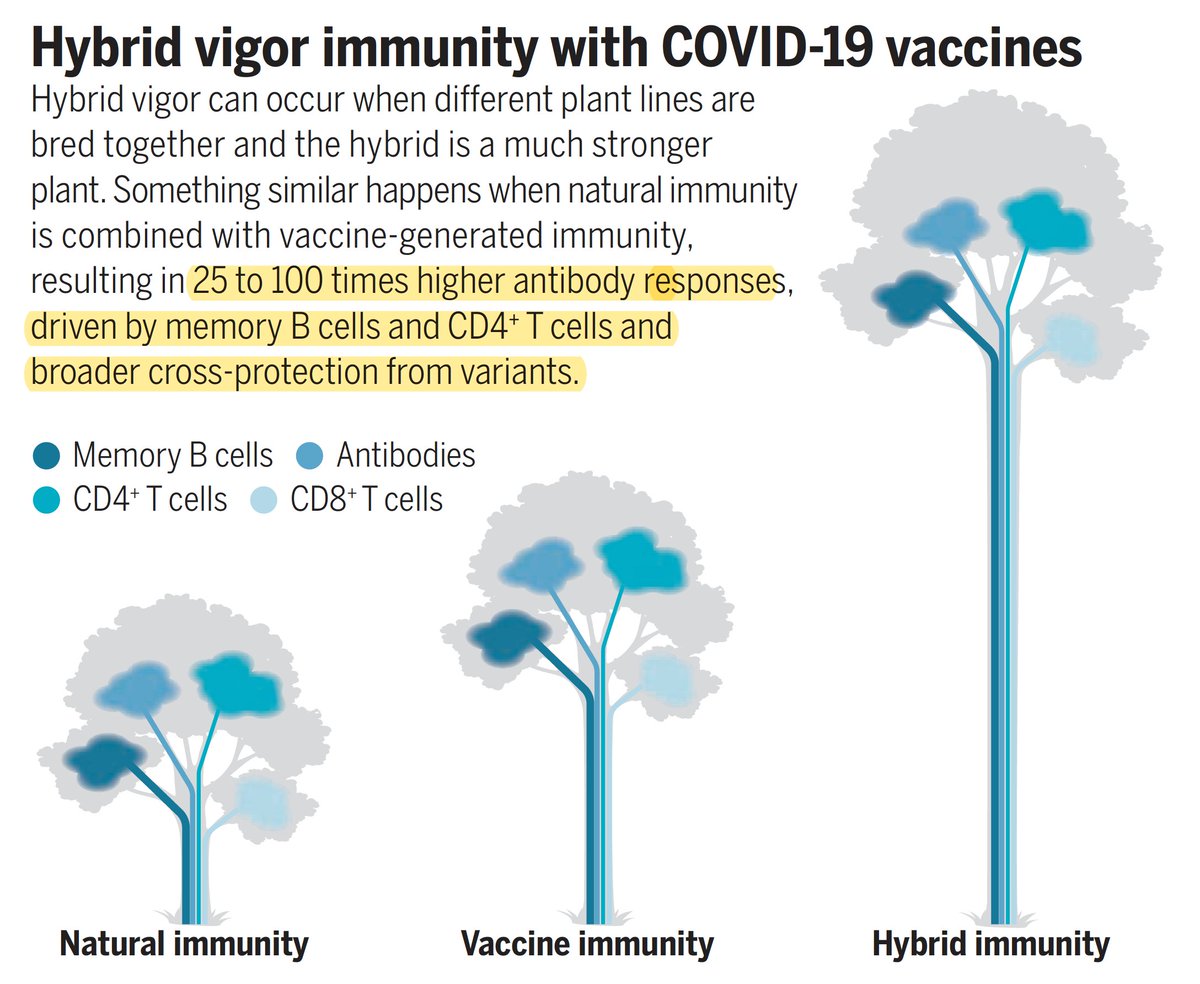 Hybrid vigor immunity with COVID-19 vaccines
Hybrid vigor can occur when different plant lines are
bred together and the hybrid is a much stronger
plant. Something similar happens when natural immunity
is combined with vaccine-generated immunity,
resulting in 25 to 100 times higher antibody responses,
driven by memory B cells and CD4⁺ T cells and
broader cross-protection from variants.
Memory B cells Antibodies
CD4⁺ T cells CD8⁺ T cells
Natural immunity Vaccine immunity Hybrid immunity